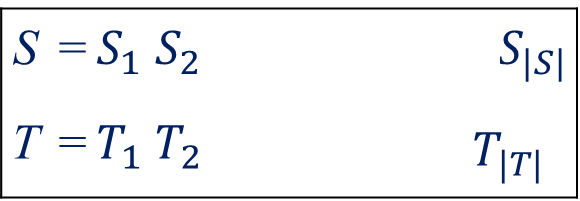 S = S₁ S₂ S|S|
T = T₁ T₂ T|T|